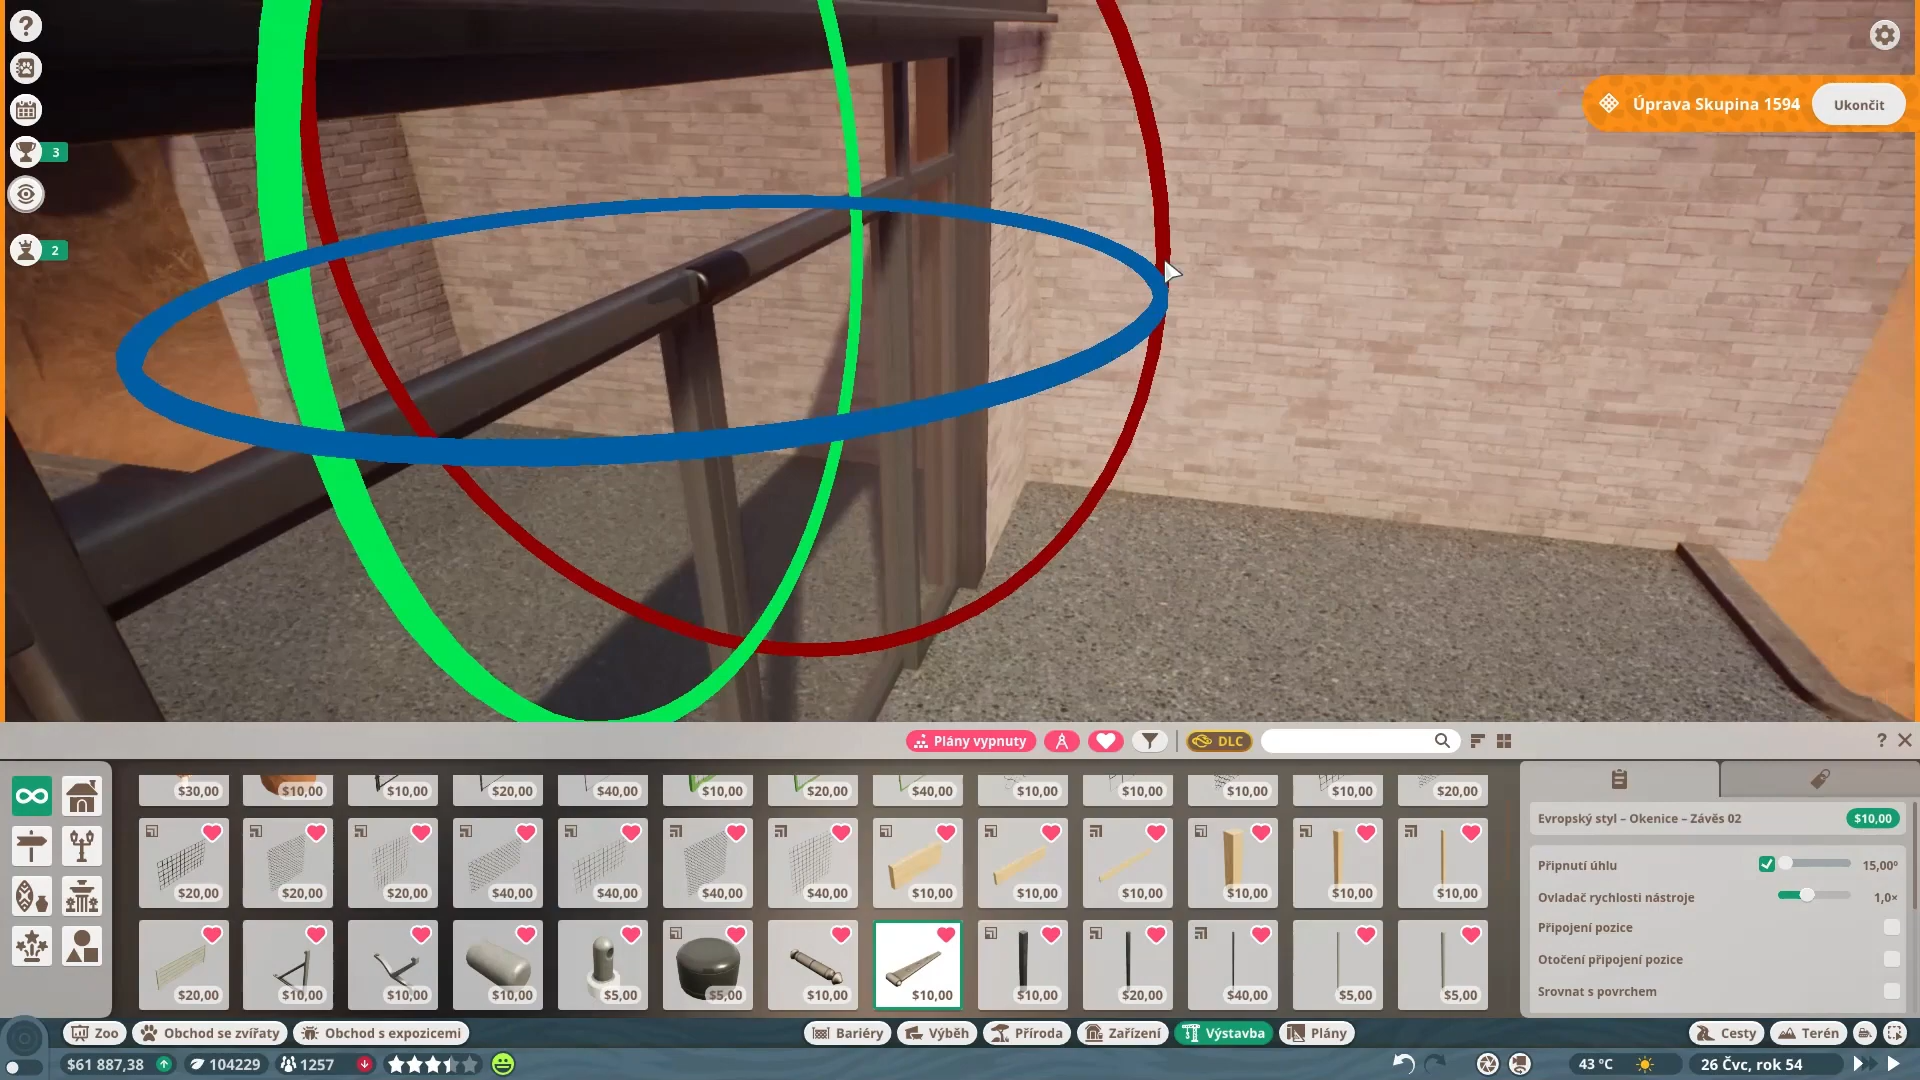 ?
Úprava Skupina 1594
Ukončit
3
2
Plány vypnuty
DLC
?
$30,00
$10,00
$10,00
$20,00
$40,00
$10,00
$20,00
$40,00
$10,00
$10,00
$10,00
$10,00
$20,00
$20,00
$20,00
$20,00
$40,00
$40,00
$40,00
$40,00
$10,00
$10,00
$10,00
$10,00
$10,00
$10,00
$20,00
$10,00
$10,00
$10,00
$5,00
$5,00
$10,00
$10,00
$10,00
$20,00
$40,00
$5,00
$5,00
Evropský styl – Okenice – Závěs 02
$10,00
Připnutí úhlu
15,00°
Ovladač rychlosti nástroje
1,0×
Připojení pozice
Otočení připojení pozice
Srovnat s povrchem
Zoo
Obchod se zvířaty
Obchod s expozicemi
Bariéry
Výběh
Příroda
Zařízení
Výstavba
Plány
Cesty
Terén
$61 887,38
104229
1257
43 °C
26 Čvc, rok 54